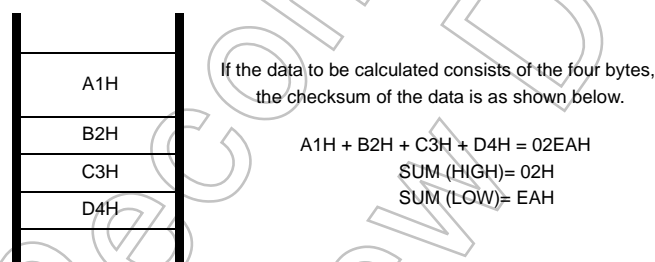 A1H
B2H
C3H
D4H
If the data to be calculated consists of the four bytes,
the checksum of the data is as shown below.
A1H + B2H + C3H + D4H = 02EAH
SUM (HIGH)= 02H
SUM (LOW)= EAH